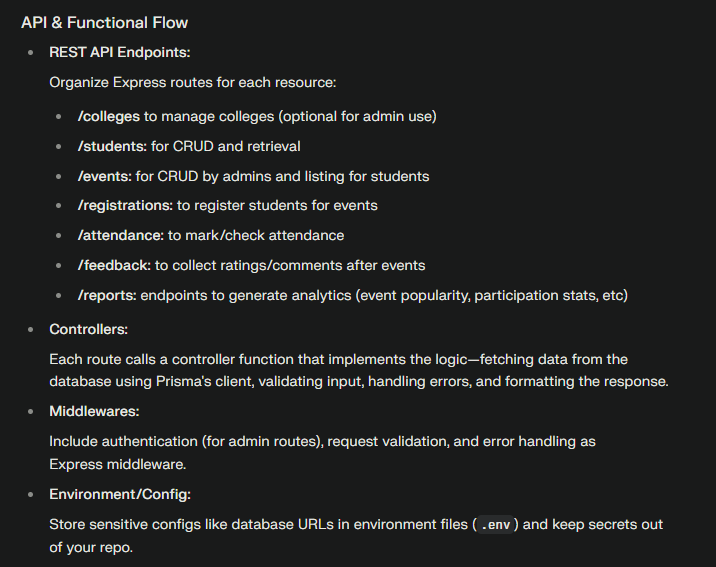 API & Functional Flow
REST API Endpoints:
Organize Express routes for each resource:
/colleges to manage colleges (optional for admin use)
/students: for CRUD and retrieval
/events: for CRUD by admins and listing for students
/registrations: to register students for events
/attendance: to mark/check attendance
/feedback: to collect ratings/comments after events
/reports: endpoints to generate analytics (event popularity, participation stats, etc)
Controllers:
Each route calls a controller function that implements the logic—fetching data from the
database using Prisma's client, validating input, handling errors, and formatting the response.
Middlewares:
Include authentication (for admin routes), request validation, and error handling as
Express middleware.
Environment/Config:
Store sensitive configs like database URLs in environment files (.env) and keep secrets out
of your repo.